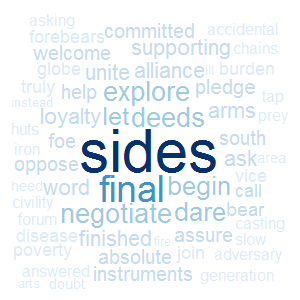 asking
forebears committed accidental
welcome supporting chains
globe unite alliance ill burden
truly help explore pledge tap
instead loyalty let deeds arms prey
huts foe sides south
iron oppose ask area
need word final begin vice call
civility negotiate dare bear
forum casting
disease finished fire assure slow
poverty absolute join adversary
answered instruments generation
arts doubt